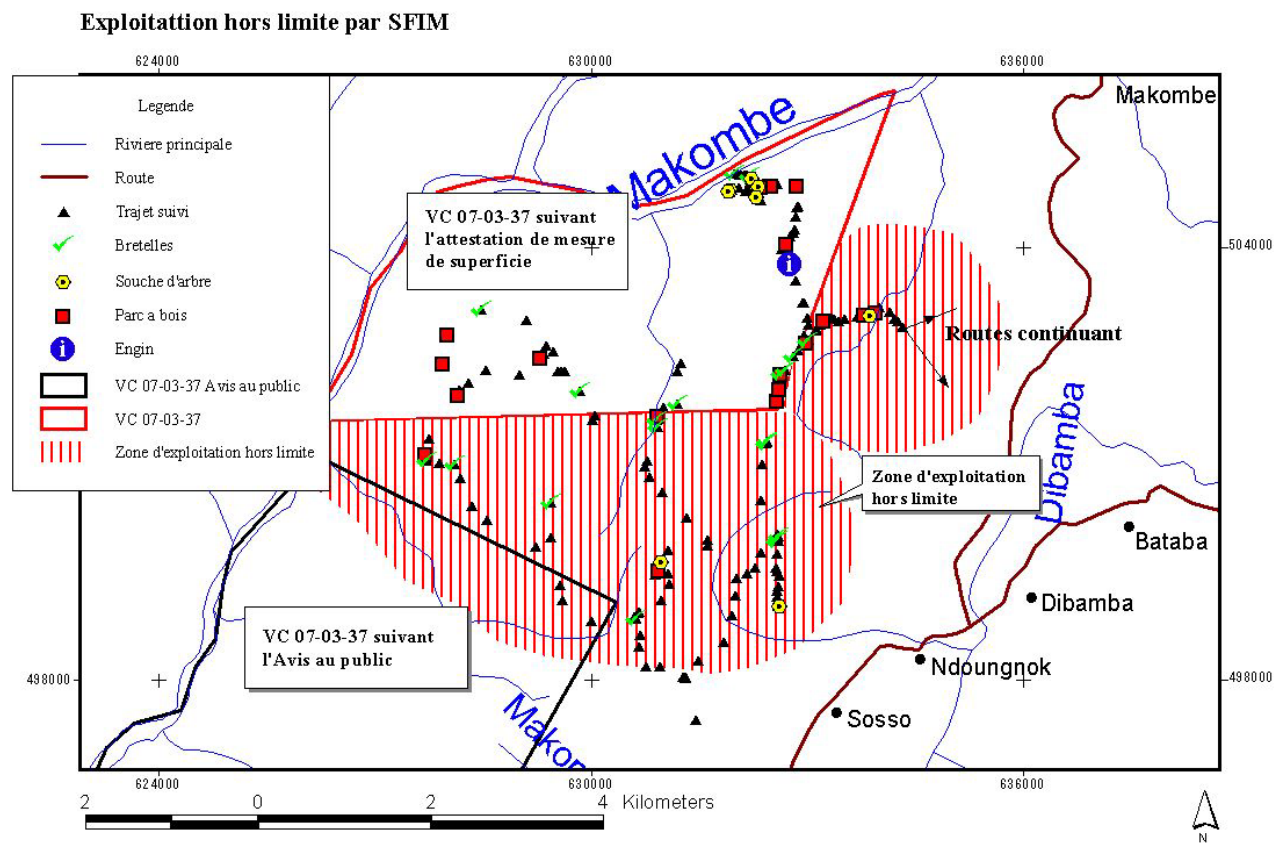 Exploitattion hors limite par SFIM
624000
630000
636000
Legende
Riviere principale
Route
Trajet suivi
Bretelles
Souche d'arbre
Parc a bois
Engin
VC 07-03-37 Avis au public
VC 07-03-37
Zone d'exploitation hors limite
Makombe
Makombe
VC 07-03-37 suivant
l'attestation de mesure
de superficie
504000
i
i
Routes continuant
Zone d'exploitation
hors limite
Dibamba
Bataba
Dibamba
VC 07-03-37 suivant
l'Avis au public
Ndoungnok
498000
498000
Sosso
Makom
624000
630000
636000
2
0
2
4
Kilometers
N